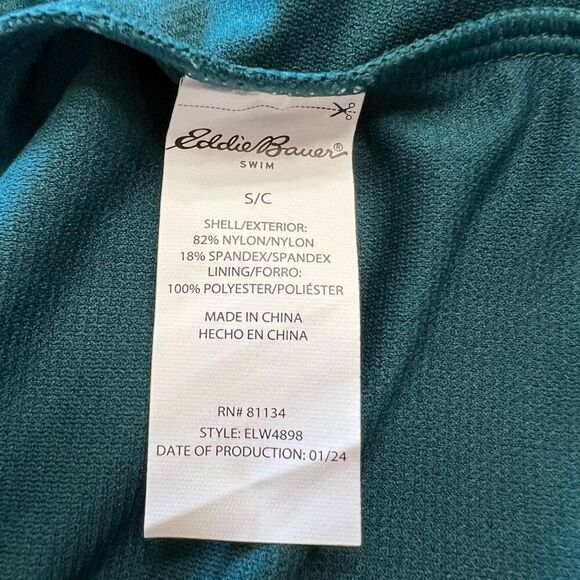 Eddie Bauer®
SWIM
S/C
SHELL/EXTERIOR:
82% NYLON/NYLON
18% SPANDEX/SPANDEX
LINING/FORRO:
100% POLYESTER/POLIÉSTER
MADE IN CHINA
HECHO EN CHINA
RN# 81134
STYLE: ELW4898
DATE OF PRODUCTION: 01/24